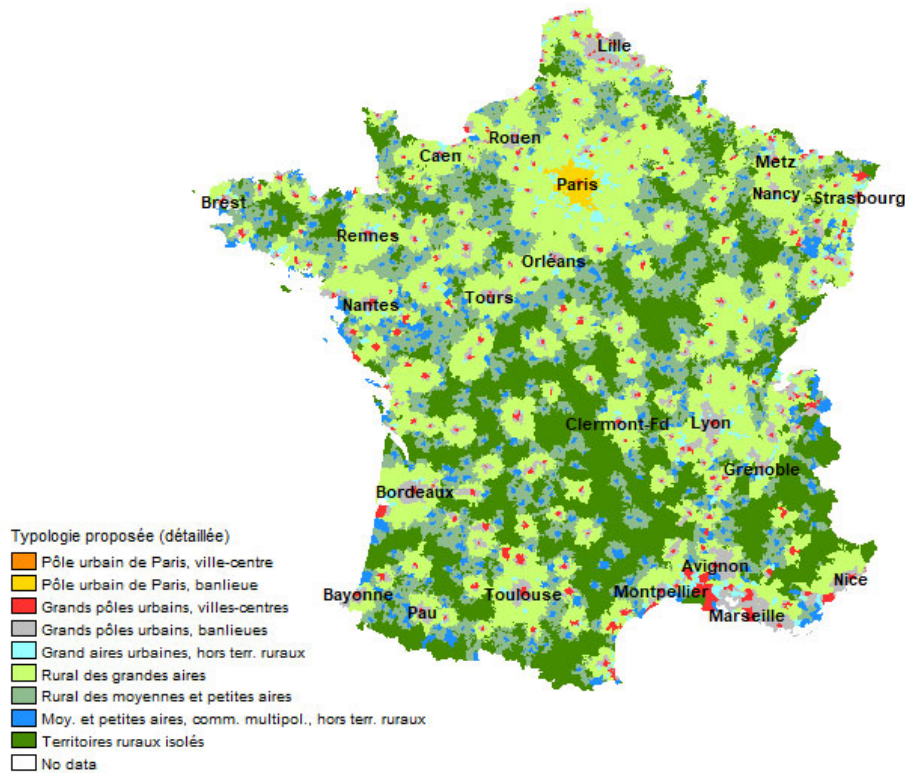 Lille
Rouen
Caen
Metz
Paris
Nancy
Strasbourg
Brest
Rennes
Orléans
Nantes
Tours
Clermont-Fd
Lyon
Grenoble
Bordeaux
Avignon
Nice
Bayonne
Toulouse
Montpellier
Pau
Marseille
Typologie proposée (détaillée)
Pôle urbain de Paris, ville-centre
Pôle urbain de Paris, banlieue
Grands pôles urbains, villes-centres
Grands pôles urbains, banlieues
Grand aires urbaines, hors terr. ruraux
Rural des grandes aires
Rural des moyennes et petites aires
Moy. et petites aires, comm. multipol., hors terr. ruraux
Territoires ruraux isolés
No data